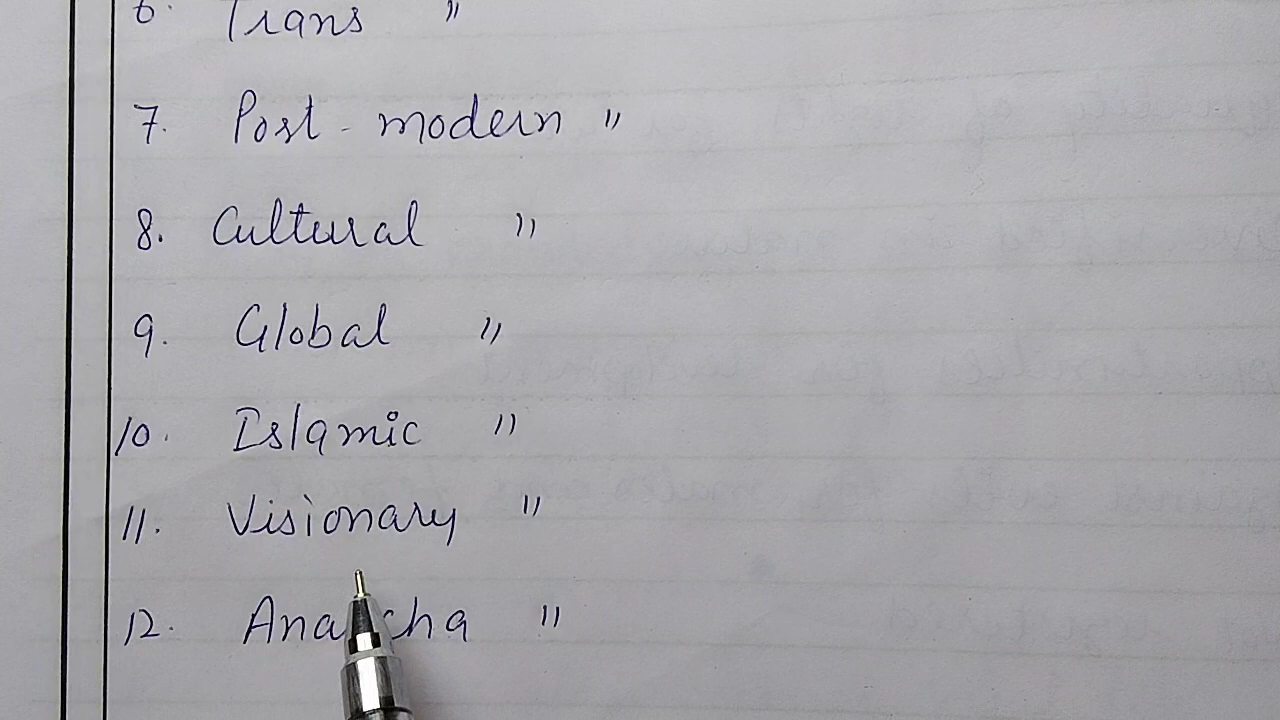 6. Trans "
7. Post-modern "
8. Cultural "
9. Global "
10. Islamic "
11. Visionary "
12. "